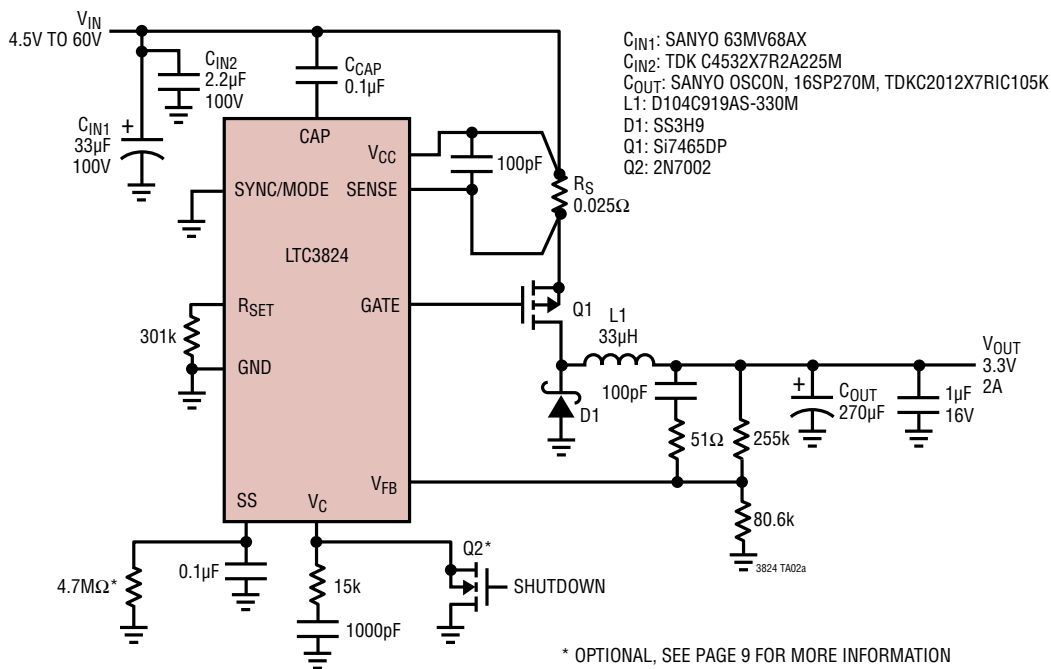 VIN
4.5V TO 60V
CIN2
2.2µF
100V
CIN1
33µF
100V
+
CCAP
0.1µF
CIN1: SANYO 63MV68AX
CIN2: TDK C4532X7R2A225M
COUT: SANYO OSCON, 16SP270M, TDKC2012X7RIC105K
L1: D104C919AS-330M
D1: SS3H9
Q1: Si7465DP
Q2: 2N7002
CAP
VCC
SYNC/MODE
SENSE
100pF
RS
0.025Ω
LTC3824
RSET
301k
GND
GATE
Q1
L1
33µH
VOUT
3.3V
2A
100pF
D1
51Ω
255k
+
COUT
270µF
1µF
16V
VFB
80.6k
3824 TA02a
SS
VC
4.7MΩ*
0.1µF
15k
1000pF
Q2*
SHUTDOWN
* OPTIONAL, SEE PAGE 9 FOR MORE INFORMATION